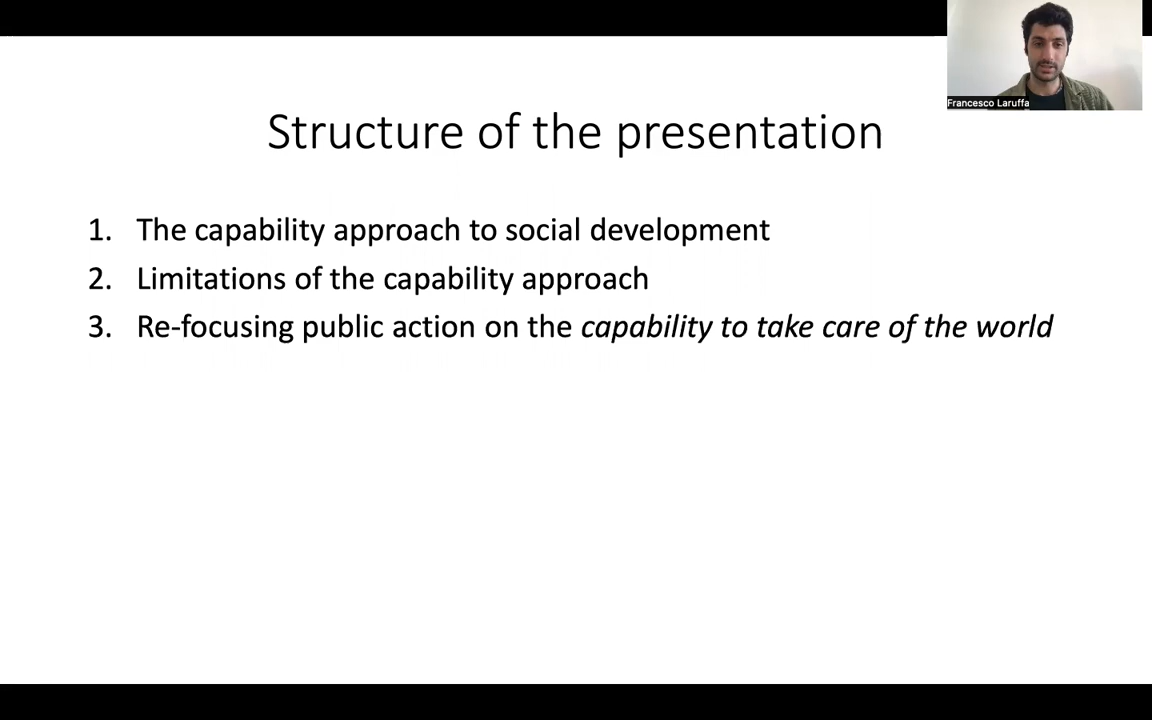 Francesco Laruffa
Structure of the presentation
1. The capability approach to social development
2. Limitations of the capability approach
3. Re-focusing public action on the capability to take care of the world